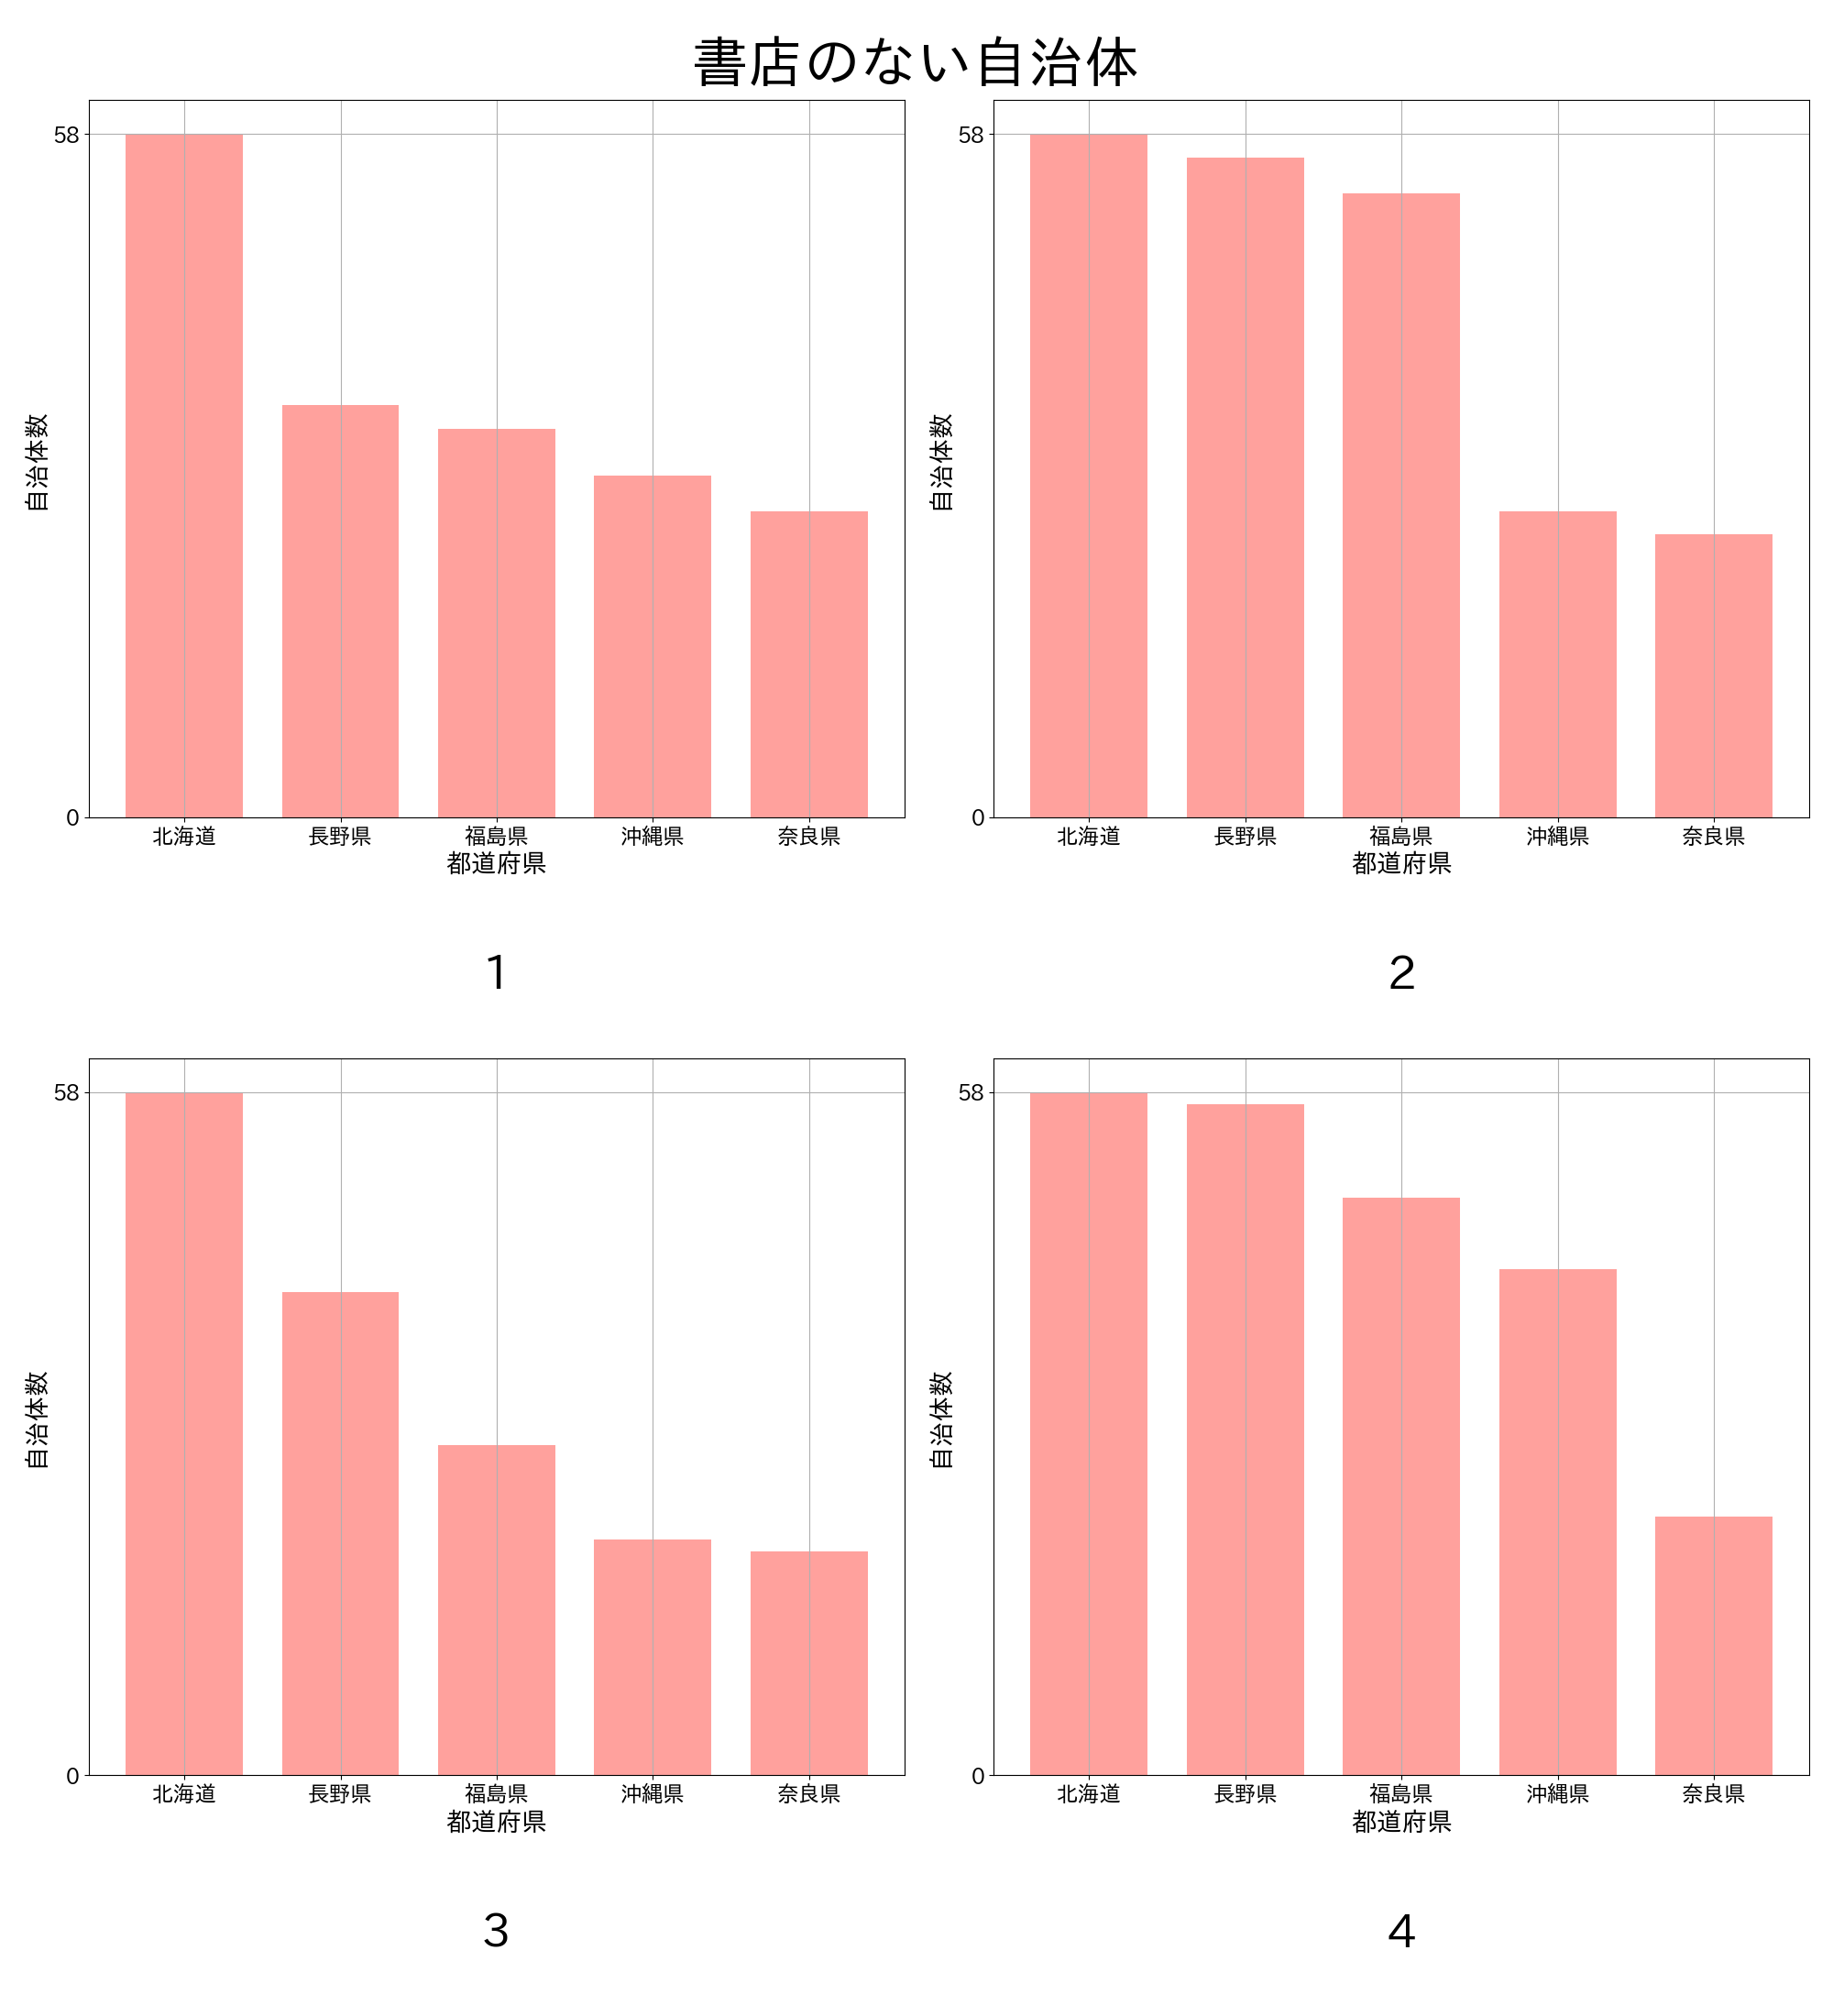 書店のない自治体
58
0
自治体数
北海道 長野県 福島県 沖縄県 奈良県
都道府県
1
58
0
自治体数
北海道 長野県 福島県 沖縄県 奈良県
都道府県
2
58
0
自治体数
北海道 長野県 福島県 沖縄県 奈良県
都道府県
3
58
0
自治体数
北海道 長野県 福島県 沖縄県 奈良県
都道府県
4